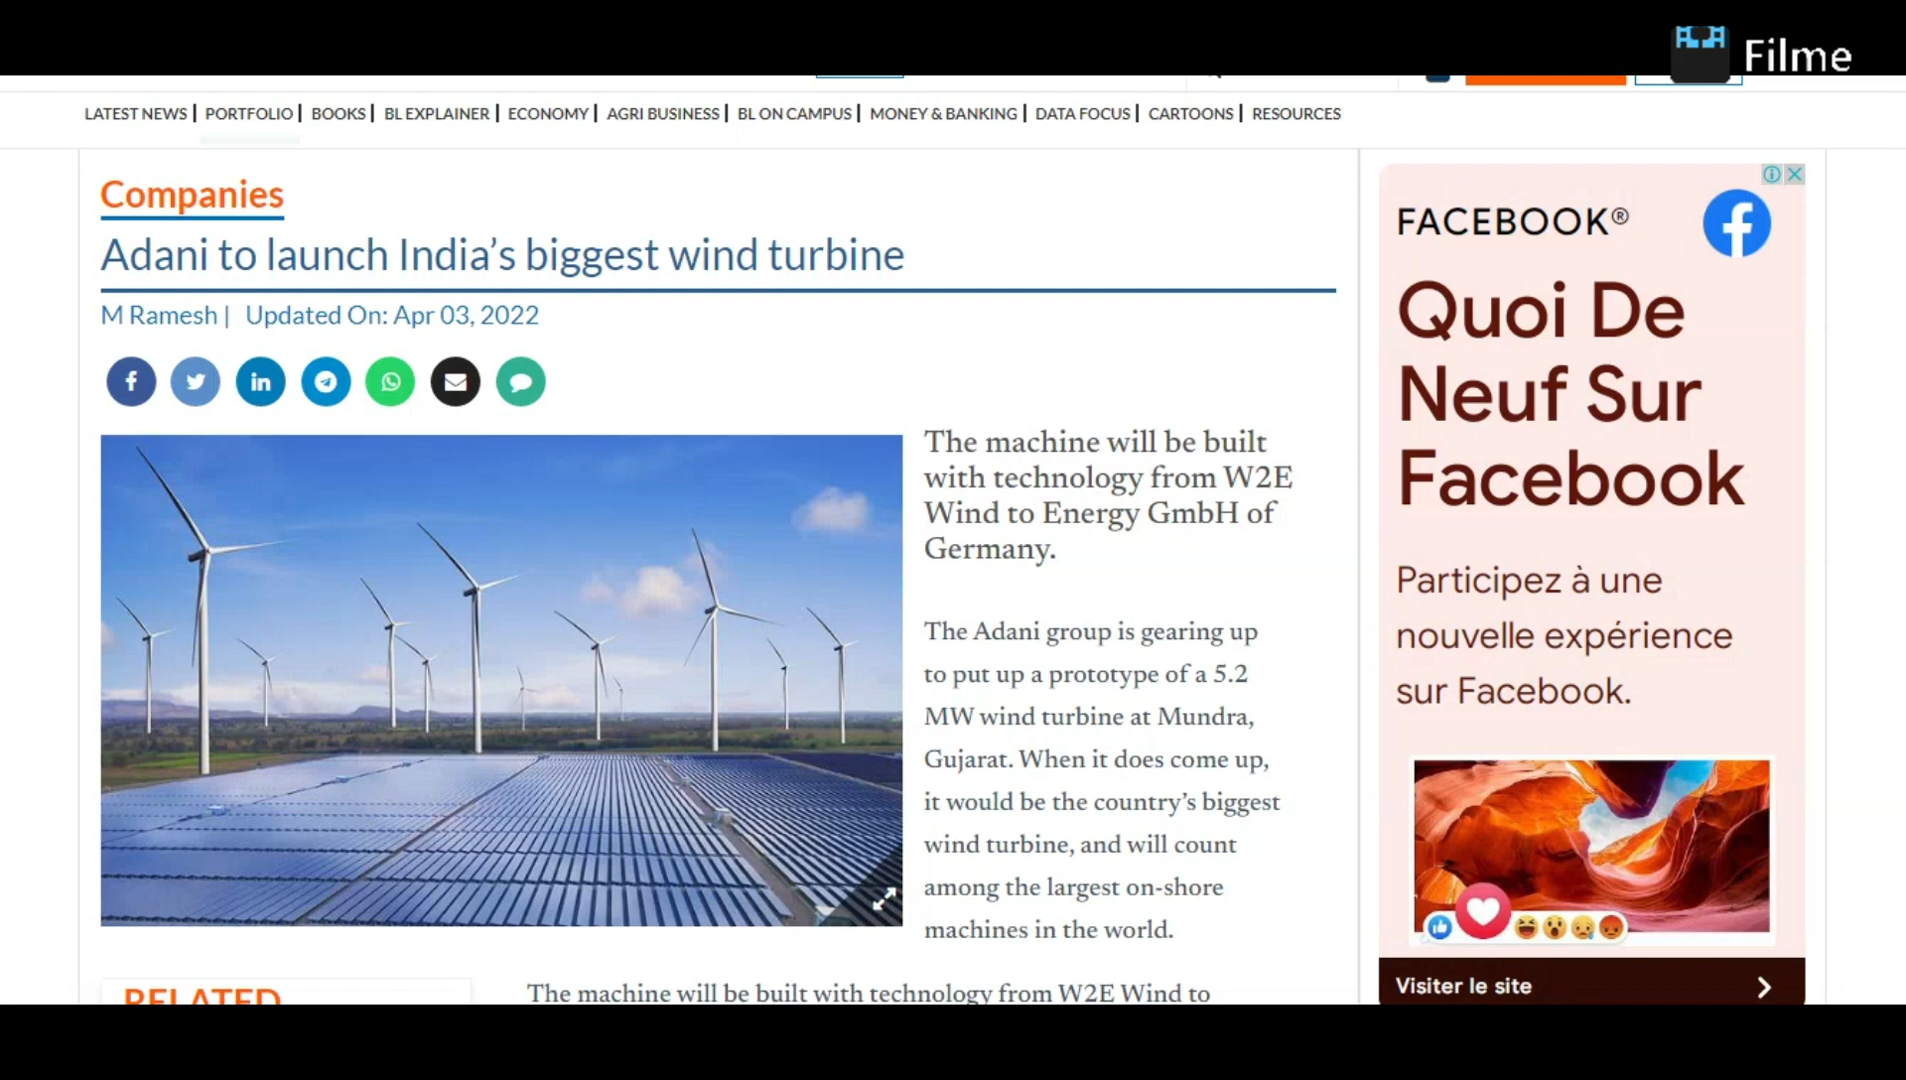 Filme
LATEST NEWS | PORTFOLIO | BOOKS | BL EXPLAINER | ECONOMY | AGRI BUSINESS | BL ON CAMPUS | MONEY & BANKING | DATA FOCUS | CARTOONS | RESOURCES
Companies
Adani to launch India’s biggest wind turbine
M Ramesh | Updated On: Apr 03, 2022
The machine will be built
with technology from W2E
Wind to Energy GmbH of
Germany.
The Adani group is gearing up
to put up a prototype of a 5.2
MW wind turbine at Mundra,
Gujarat. When it does come up,
it would be the country’s biggest
wind turbine, and will count
among the largest on-shore
machines in the world.
RELATED
The machine will be built with technology from W2E Wind to
FACEBOOK®
Quoi De
Neuf Sur
Facebook
Participez à une
nouvelle expérience
sur Facebook.
Visiter le site